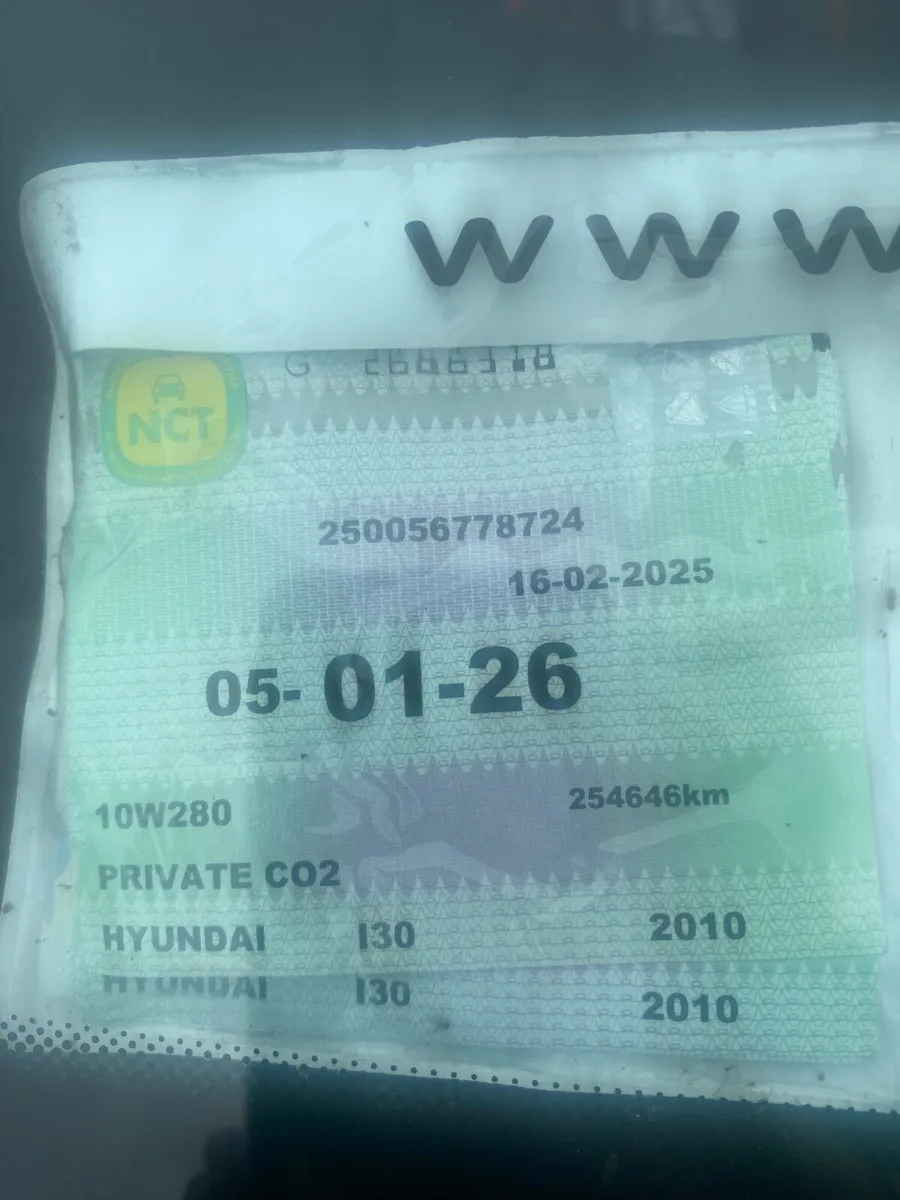 WWW
NCT
250056778724
16-02-2025
05-01-26
10W280 254646km
PRIVATE CO2
HYUNDAI I30 2010
HYUNDAI I30 2010